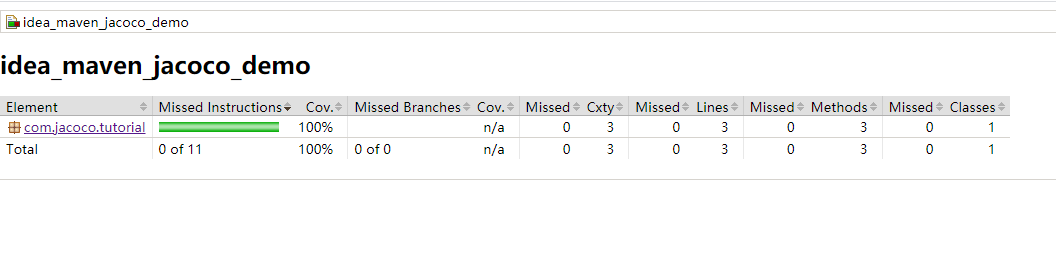 idea_maven_jacoco_demo
idea_maven_jacoco_demo
Element Missed Instructions Cov. Missed Branches Cov. Missed Cxty Missed Lines Missed Methods Missed Classes
com.jacoco.tutorial 100% n/a 0 3 0 3 0 3 0 1
Total 0 of 11 100% 0 of 0 n/a 0 3 0 3 0 3 0 1